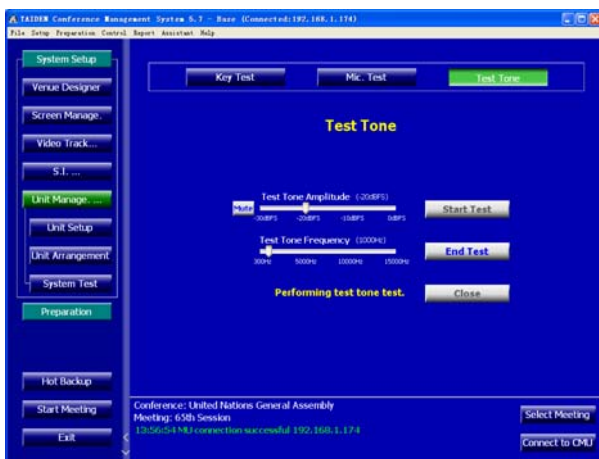 TAIDEN Conference Management System 5.7 - Base (Connected:192.168.1.174)
File Setup Preparation Control Report Assistant Help
System Setup
Venue Designer
Screen Manage.
Video Track...
S.I. ...
Unit Manage. ...
Unit Setup
Unit Arrangement
System Test
Preparation
Hot Backup
Start Meeting
Exit
Key Test
Mic. Test
Test Tone
Test Tone
Test Tone Amplitude (-20dBFS)
Mute
-30dBFS -20dBFS -10dBFS 0dBFS
Start Test
Test Tone Frequency (1000Hz)
300Hz 5000Hz 10000Hz 15000Hz
End Test
Performing test tone test.
Close
Conference: United Nations General Assembly
Meeting: 65th Session
13:56:54 MU connection successful 192.168.1.174
Select Meeting
Connect to CMU